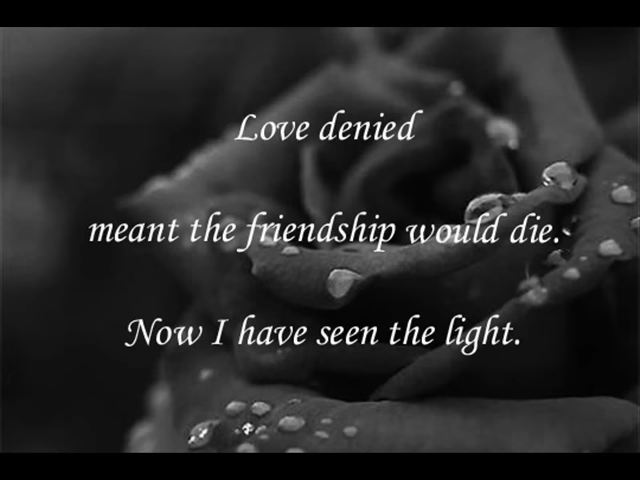 Love denied
meant the friendship would die.
Now I have seen the light.